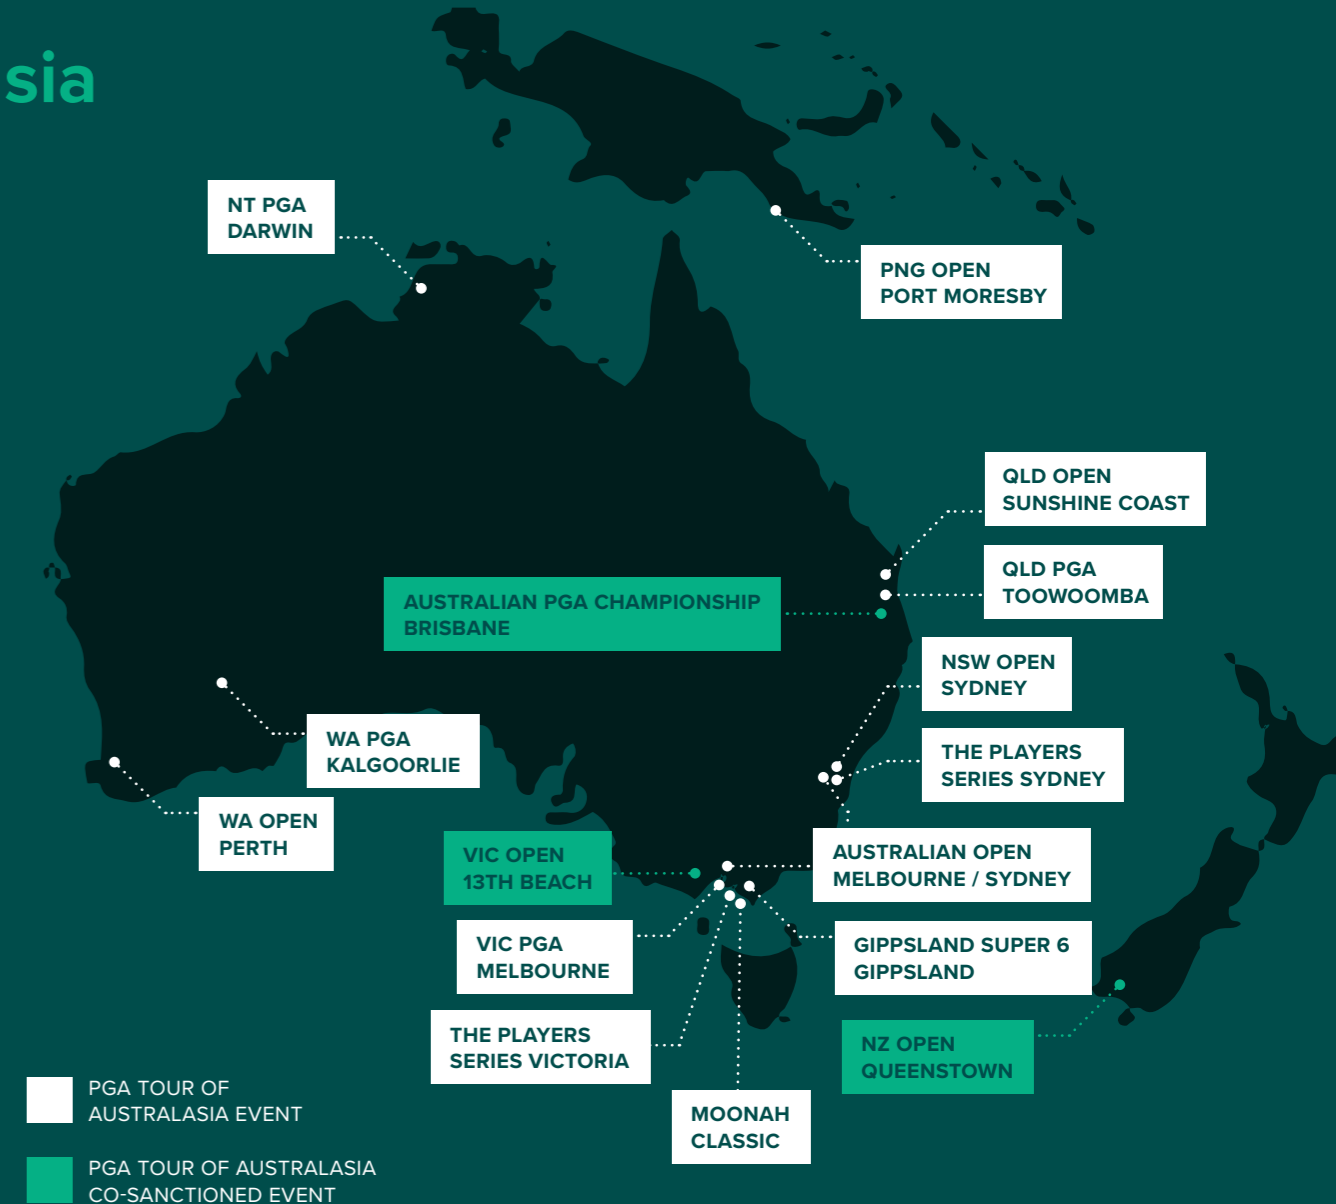 sia
NT PGA
DARWIN
PNG OPEN
PORT MORESBY
QLD OPEN
SUNSHINE COAST
QLD PGA
TOOWOOMBA
AUSTRALIAN PGA CHAMPIONSHIP
BRISBANE
NSW OPEN
SYDNEY
WA PGA
KALGOORLIE
THE PLAYERS
SERIES SYDNEY
WA OPEN
PERTH
VIC OPEN
13TH BEACH
AUSTRALIAN OPEN
MELBOURNE / SYDNEY
VIC PGA
MELBOURNE
GIPPSLAND SUPER 6
GIPPSLAND
THE PLAYERS
SERIES VICTORIA
NZ OPEN
QUEENSTOWN
MOONAH
CLASSIC
PGA TOUR OF
AUSTRALASIA EVENT
PGA TOUR OF AUSTRALASIA
CO-SANCTIONED EVENT